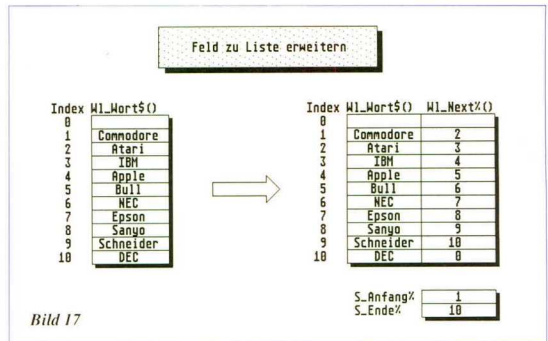 Feld zu Liste erweitern
Index Wl_Wort$()
0
1 Commodore
2 Atari
3 IBM
4 Apple
5 Bull
6 NEC
7 Epson
8 Sanyo
9 Schneider
10 DEC
Index Wl_Wort$() Wl_Next%()
0
1 Commodore 2
2 Atari 3
3 IBM 4
4 Apple 5
5 Bull 6
6 NEC 7
7 Epson 8
8 Sanyo 9
9 Schneider 10
10 DEC 0
S_Anfang% 1
S_Ende% 10
Bild 17